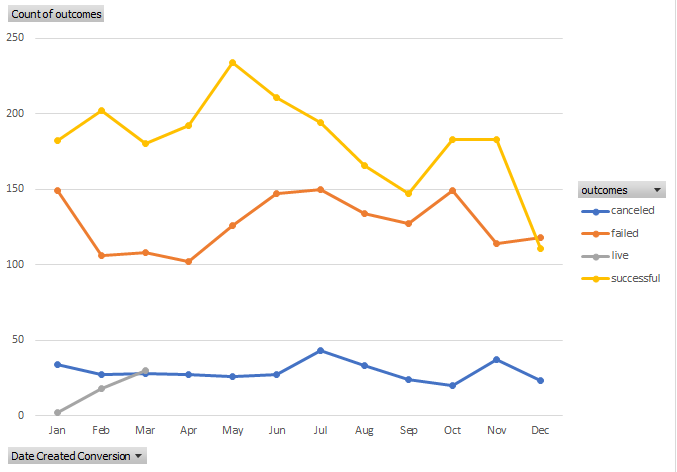 Count of outcomes
250
200
150
100
50
0
Jan Feb Mar Apr May Jun Jul Aug Sep Oct Nov Dec
outcomes
canceled
failed
live
successful
Date Created Conversion